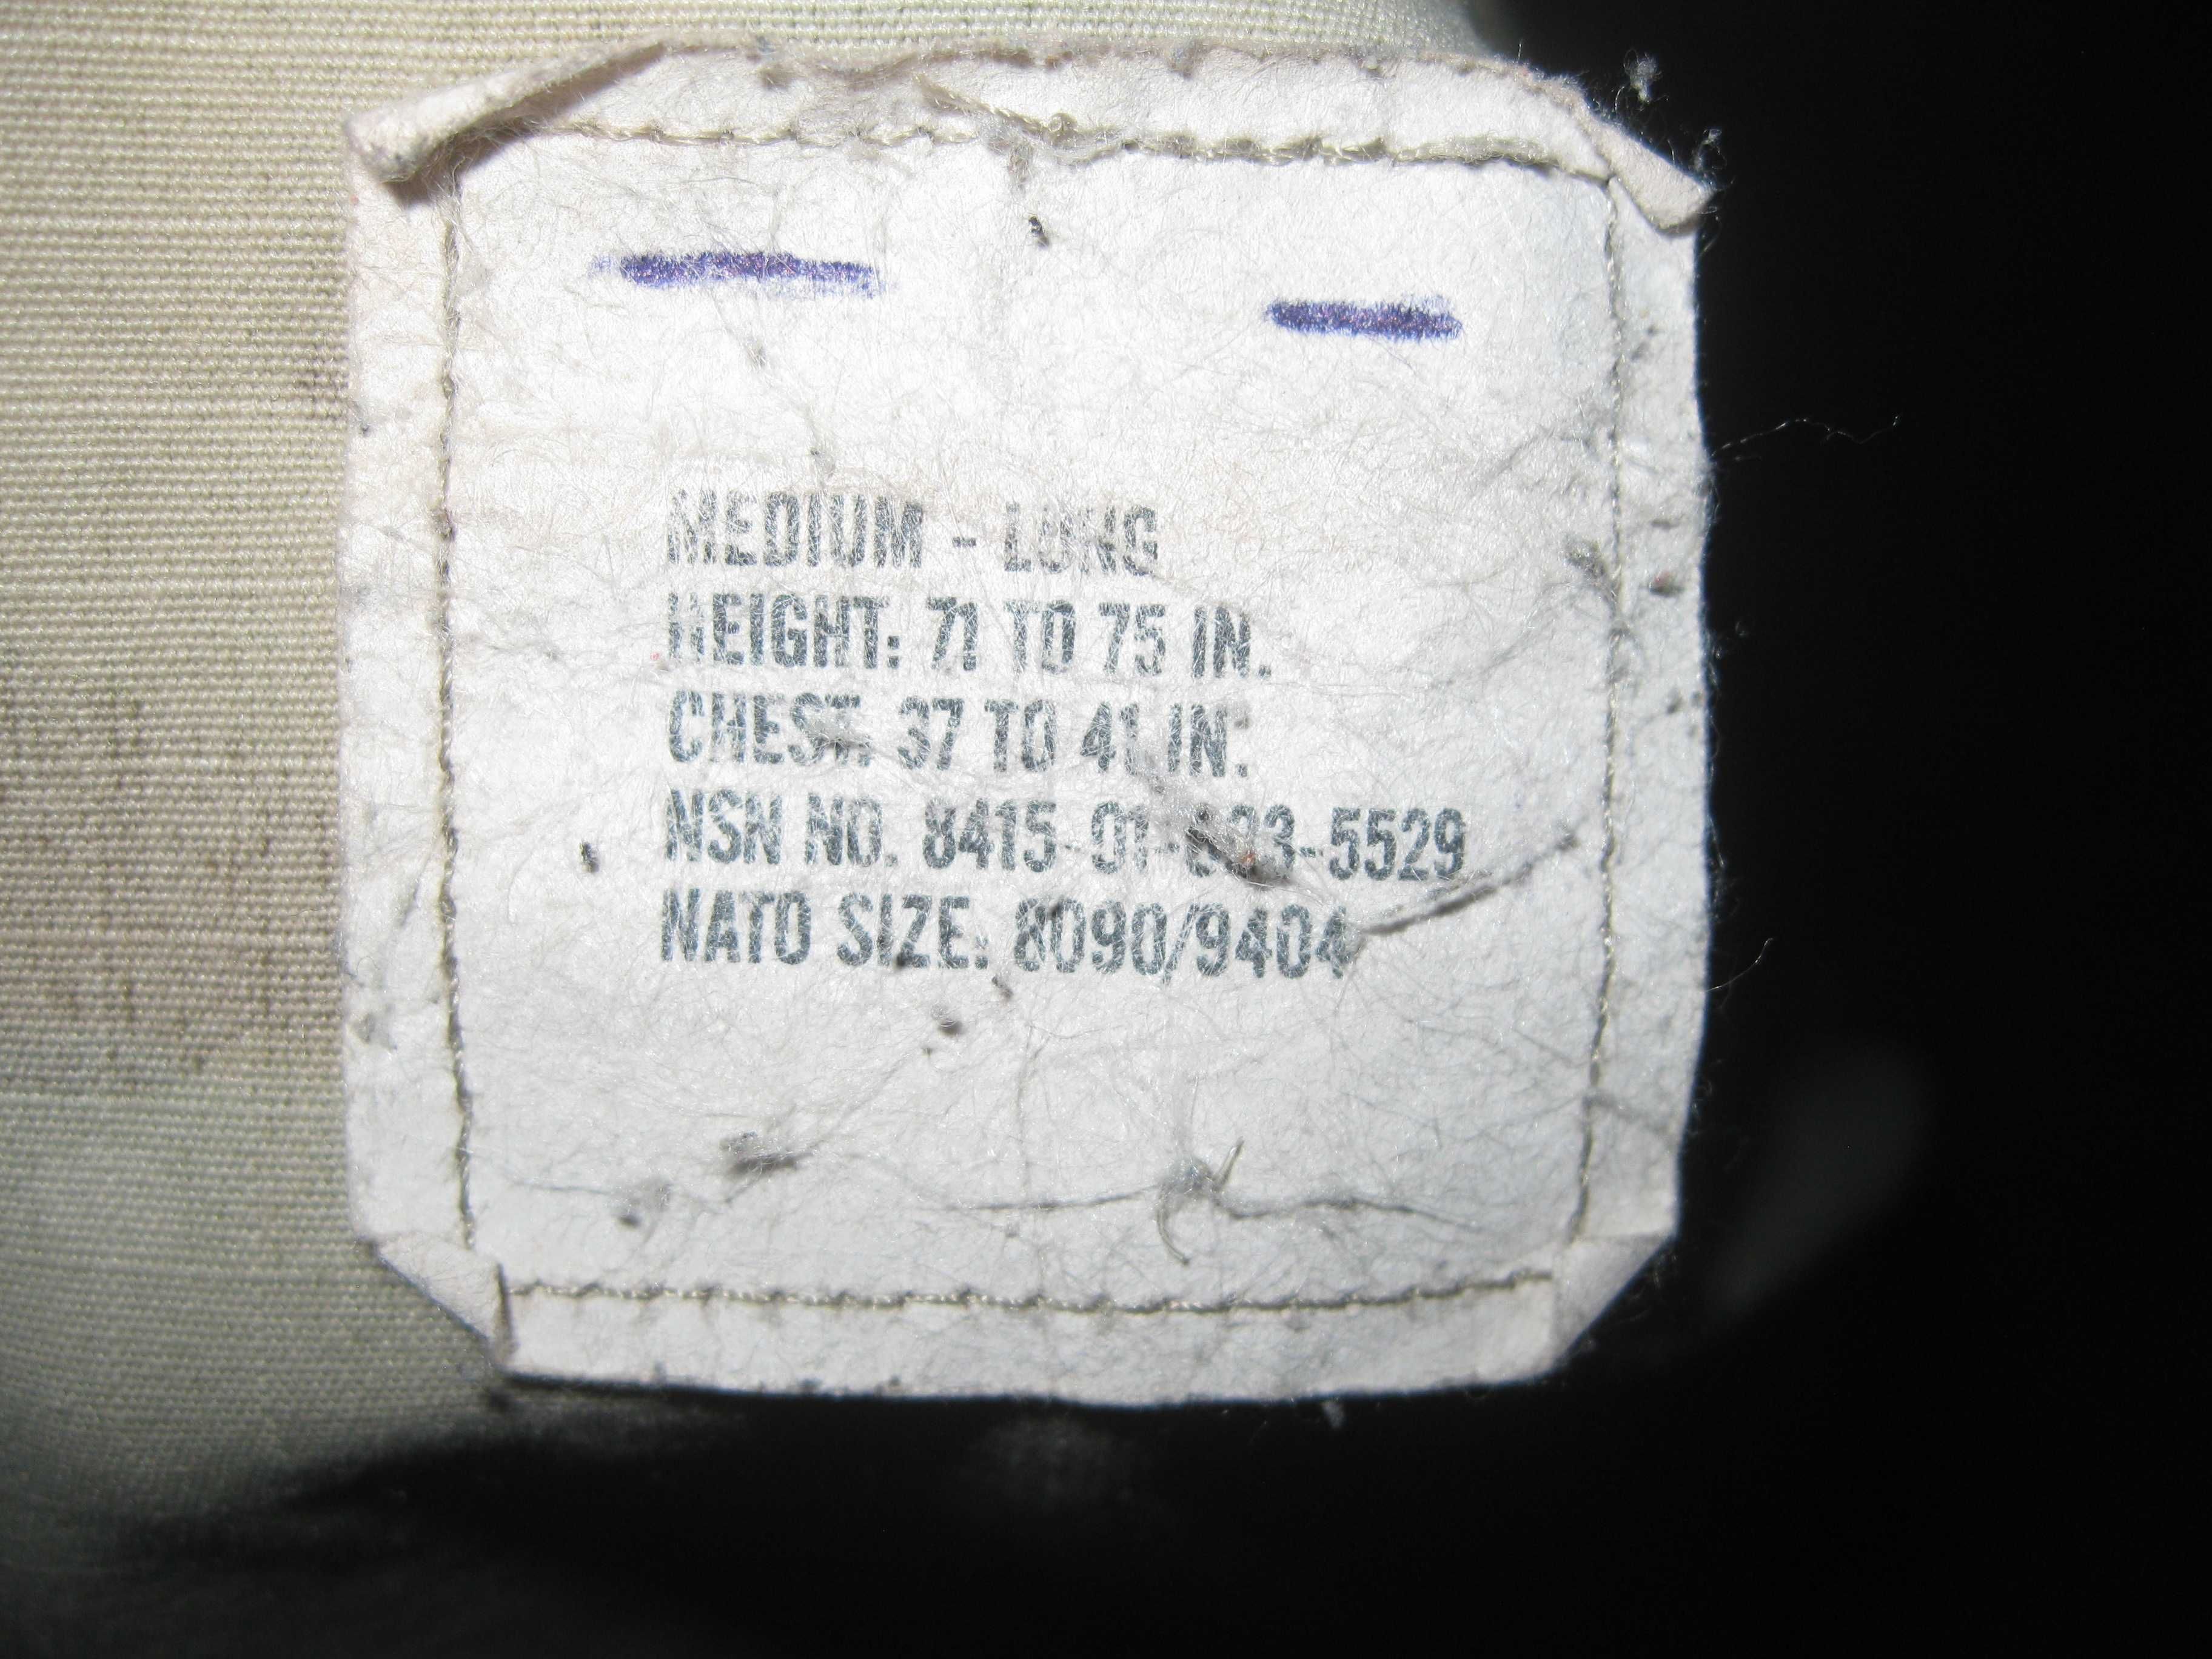 MEDIUM - LONG
HEIGHT: 71 TO 75 IN.
CHEST: 37 TO 41 IN.
NSN NO.
NATO SIZE: 8090/9404